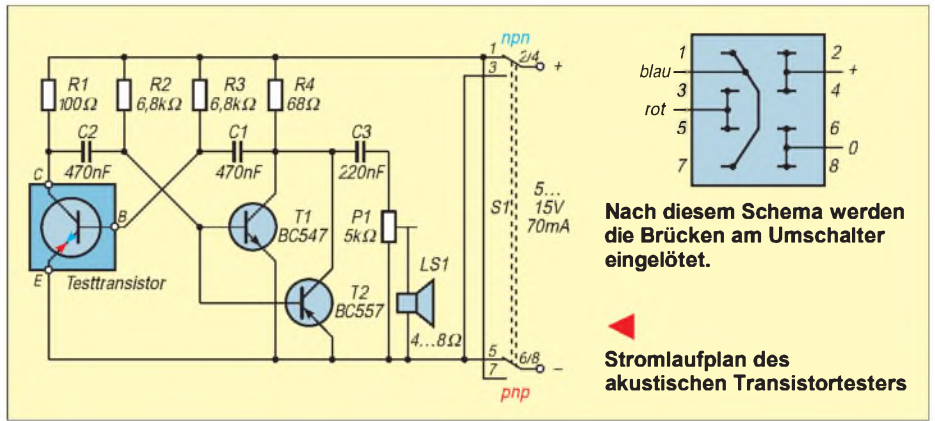 npn
1
2/4
3
+
R1
100Ω
R2
6,8kΩ
R3
6,8kΩ
R4
68Ω
C2
470nF
C1
470nF
C3
220nF
C
B
E
Testtransistor
T1
BC547
T2
BC557
P1
5kΩ
LS1
4...8Ω
S1
5...
15V
70mA
5
6/8
7
–
pnp
1
2
blau
+
3
4
rot
5
6
0
7
8
Nach diesem Schema werden
die Brücken am Umschalter
eingelötet.
Stromlaufplan des
akustischen Transistortesters